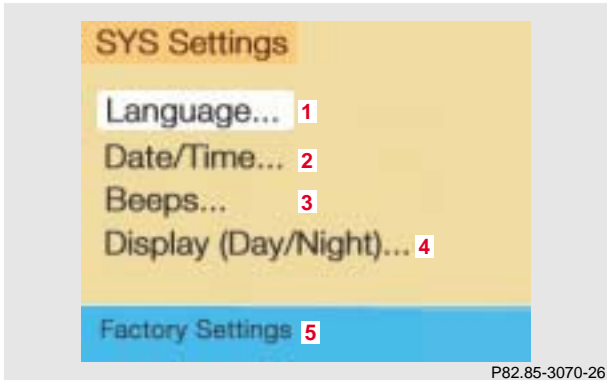 SYS Settings
Language... 1
Date/Time... 2
Beeps... 3
Display (Day/Night)... 4
Factory Settings 5
P82.85-3070-26